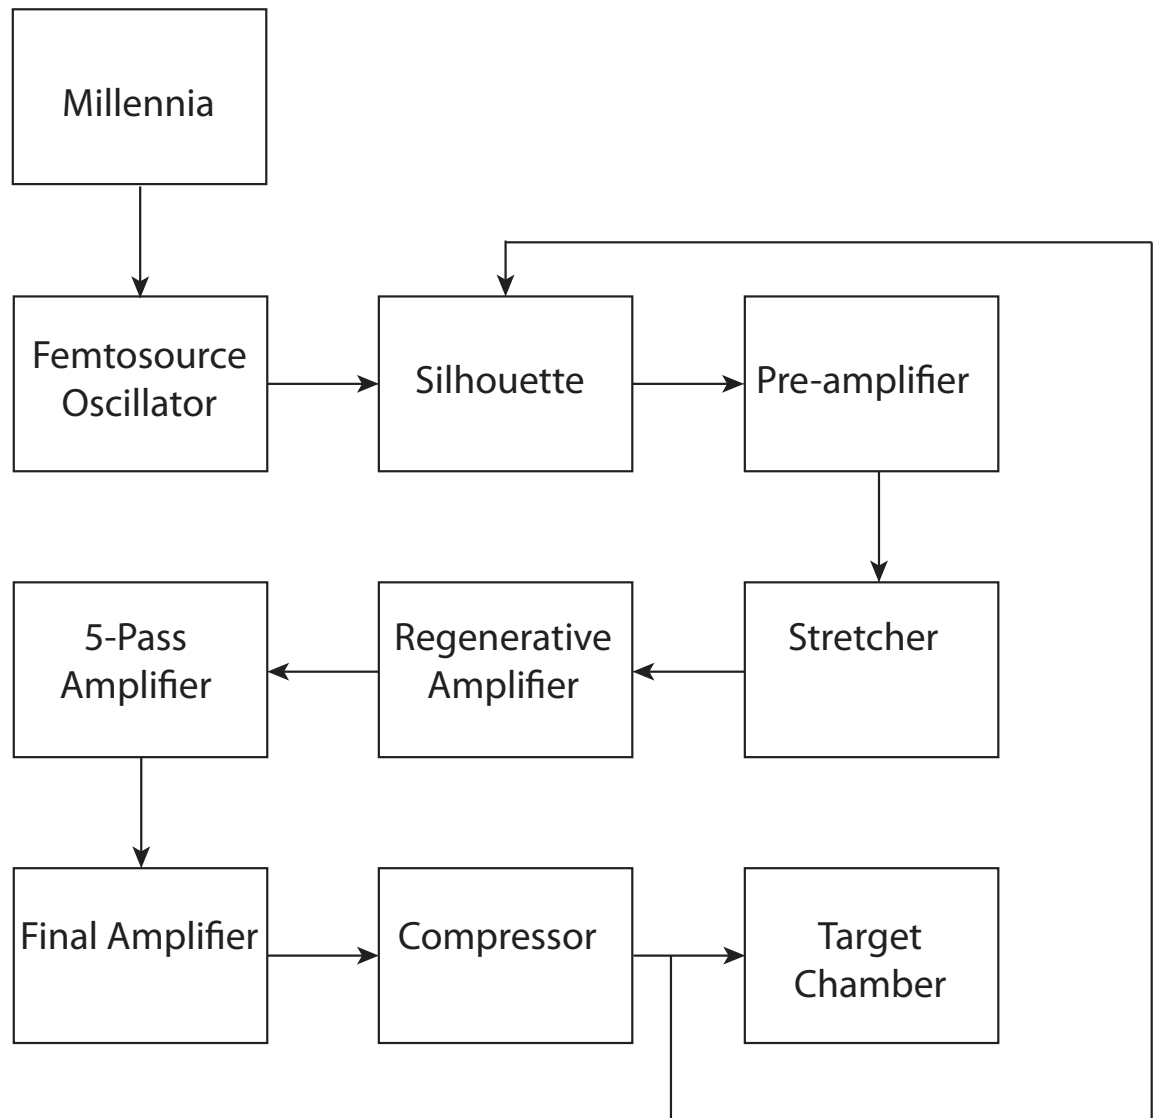 Millennia
Femtosource
Oscillator
Silhouette
Pre-amplifier
5-Pass
Amplifier
Regenerative
Amplifier
Stretcher
Final Amplifier
Compressor
Target
Chamber